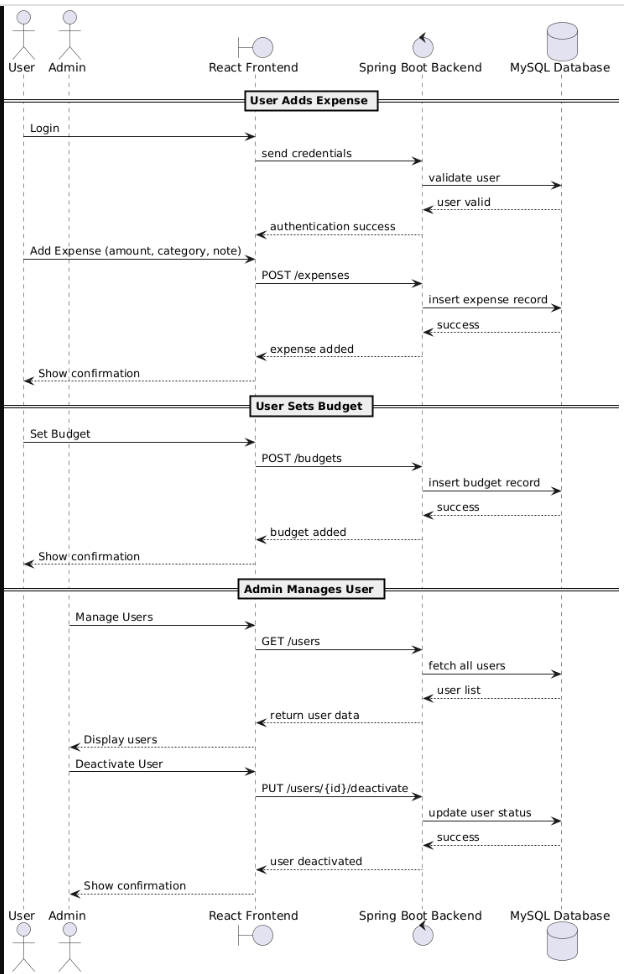 User Admin React Frontend Spring Boot Backend MySQL Database
User Adds Expense
Login
send credentials
validate user
user valid
authentication success
Add Expense (amount, category, note)
POST /expenses
insert expense record
success
expense added
Show confirmation
User Sets Budget
Set Budget
POST /budgets
insert budget record
success
budget added
Show confirmation
Admin Manages User
Manage Users
GET /users
fetch all users
user list
return user data
Display users
Deactivate User
PUT /users/{id}/deactivate
update user status
success
user deactivated
Show confirmation
User Admin React Frontend Spring Boot Backend MySQL Database